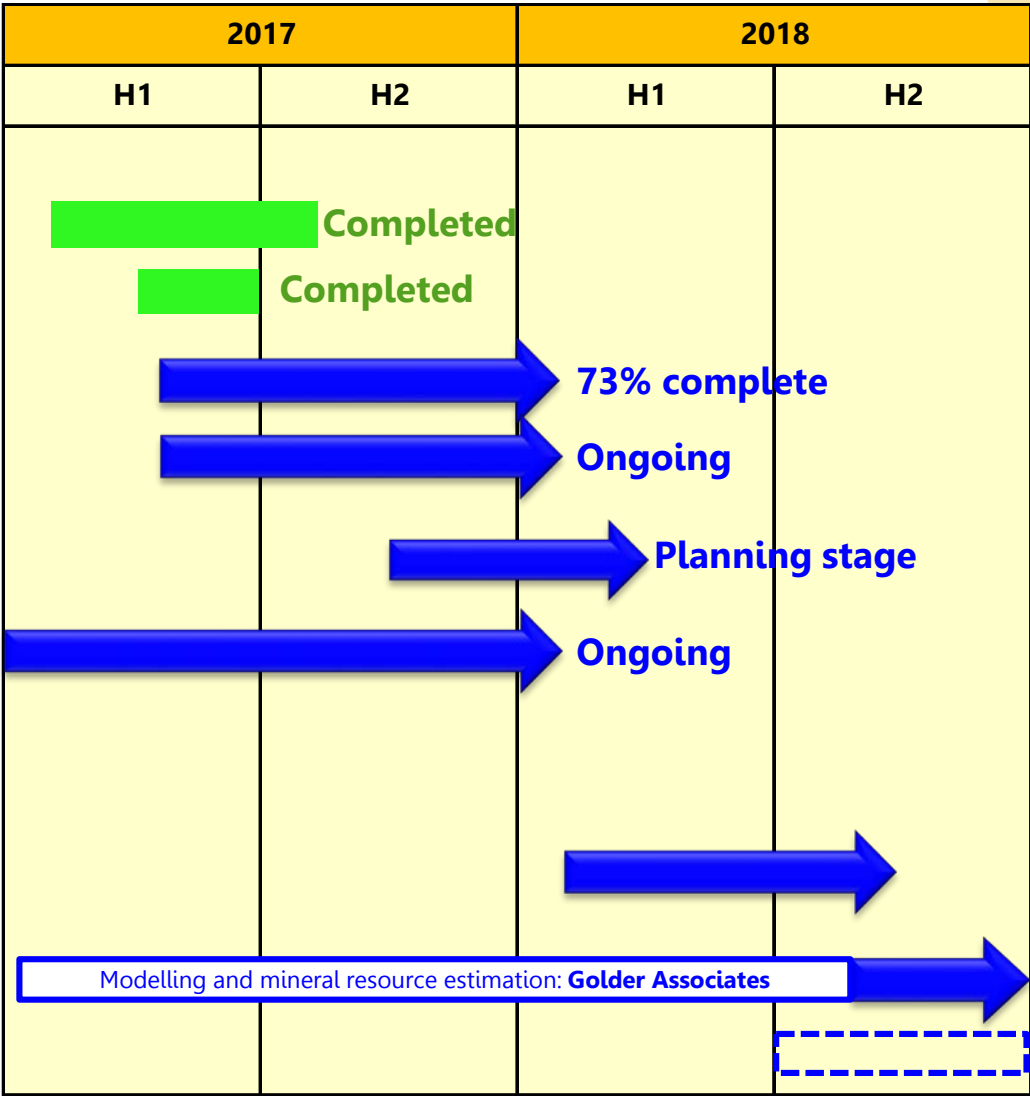 2017 2018
H1 H2 H1 H2
Completed
Completed
73% complete
Ongoing
Planning stage
Ongoing
Modelling and mineral resource estimation: Golder Associates